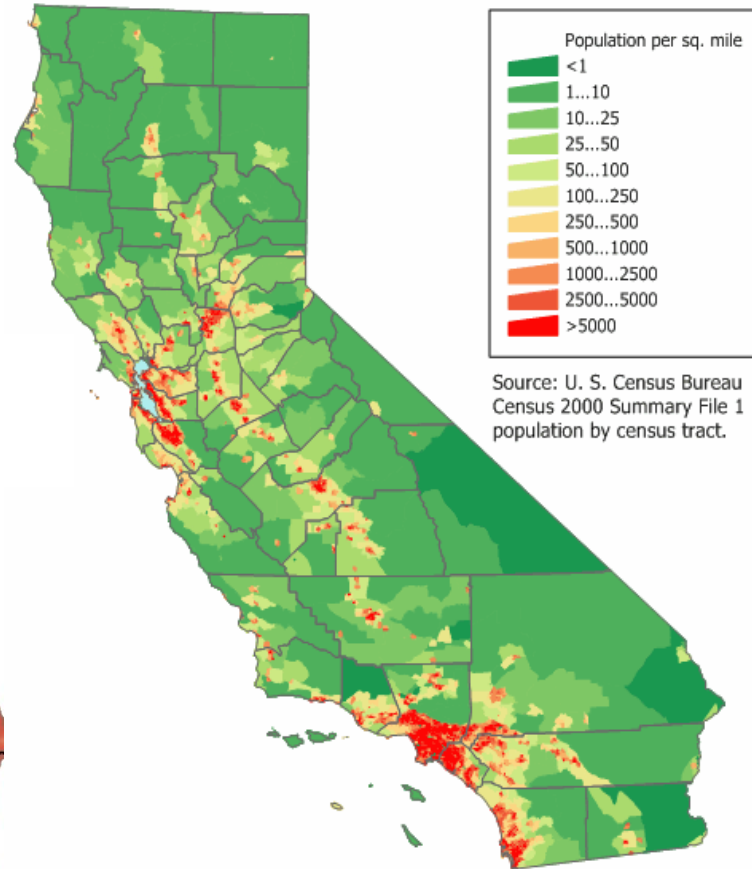 Population per sq. mile
<1
1...10
10...25
25...50
50...100
100...250
250...500
500...1000
1000...2500
2500...5000
>5000
Source: U. S. Census Bureau
Census 2000 Summary File 1
population by census tract.